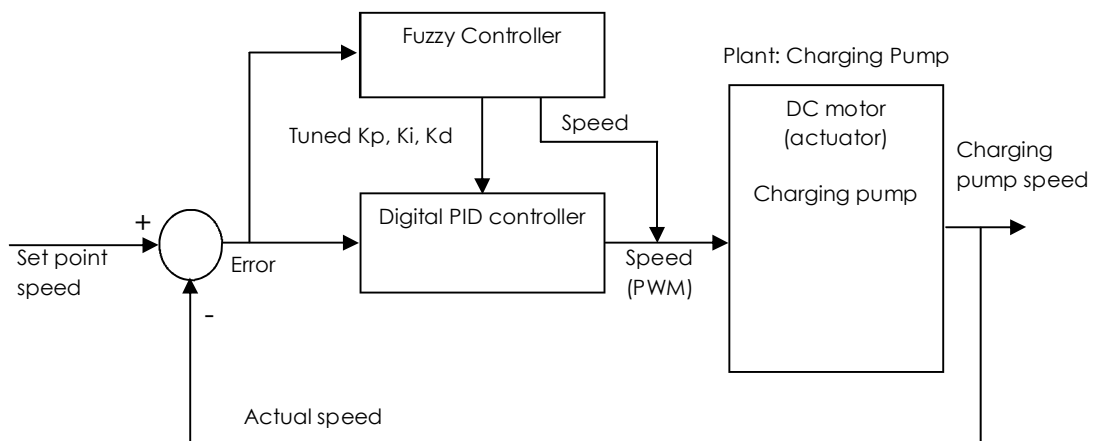 Fuzzy Controller
Plant: Charging Pump
DC motor
(actuator)
Charging pump
Tuned Kp, Ki, Kd
Speed
Charging
pump speed
+
Digital PID controller
Set point
speed
Error
Speed
(PWM)
-
Actual speed